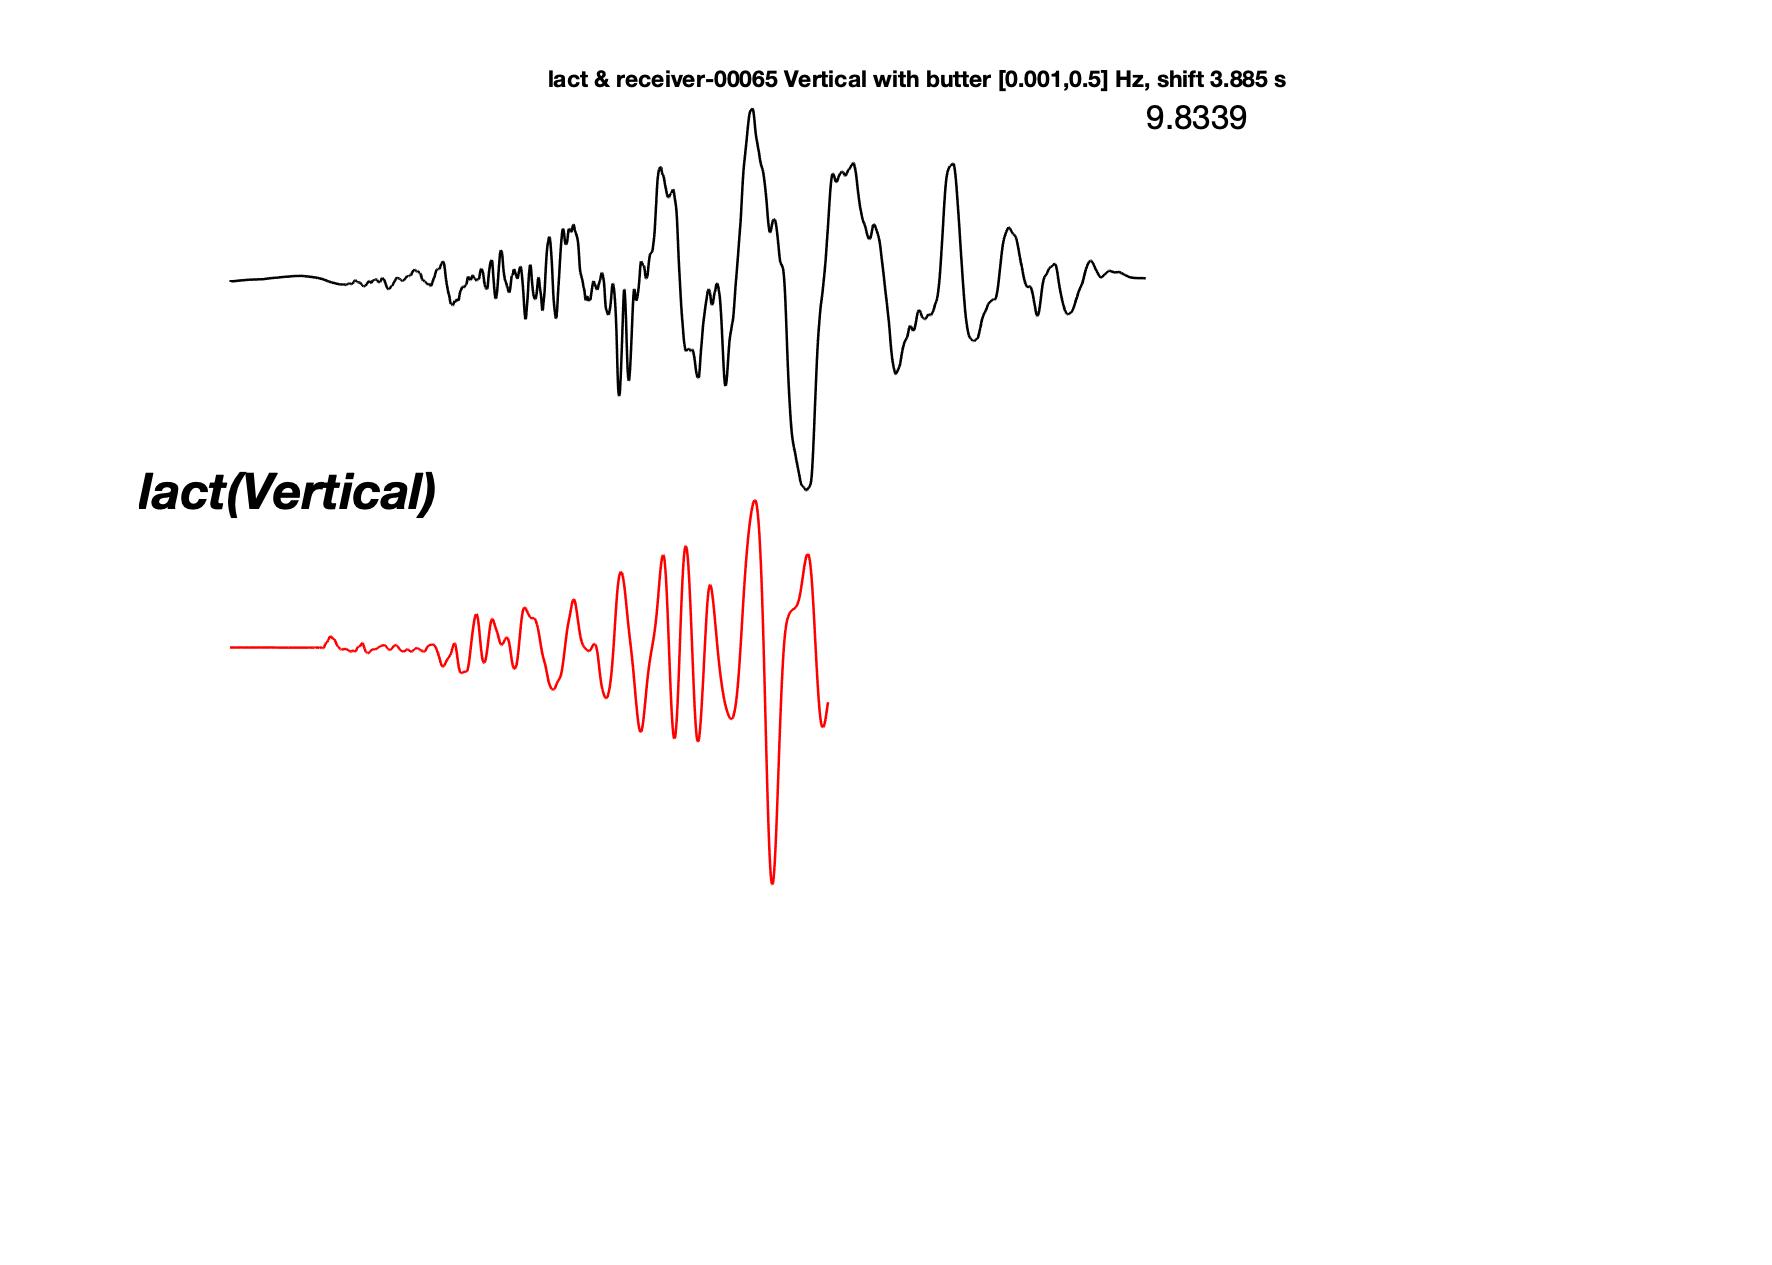 lact & receiver-00065 Vertical with butter [0.001,0.5] Hz, shift 3.885 s
9.8339
lact(Vertical)